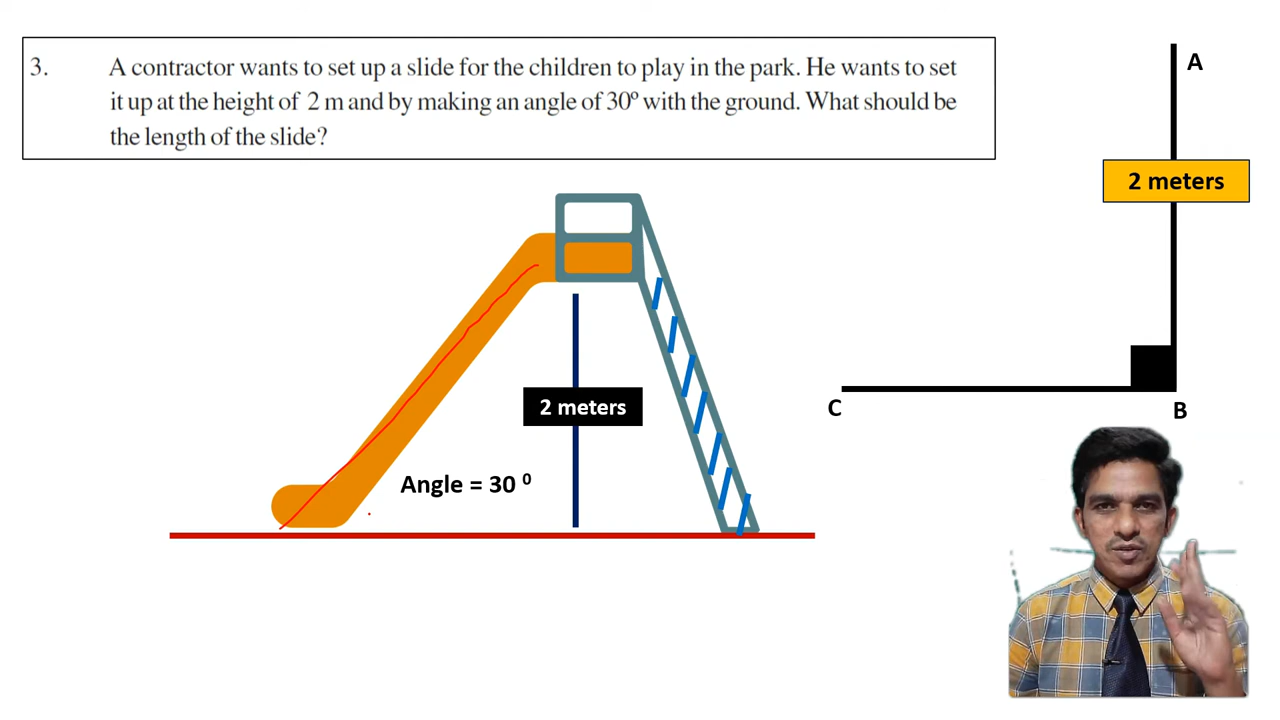 3. A contractor wants to set up a slide for the children to play in the park. He wants to set
it up at the height of 2 m and by making an angle of 30º with the ground. What should be
the length of the slide?
A
2 meters
2 meters
C
B
Angle = 30 ⁰